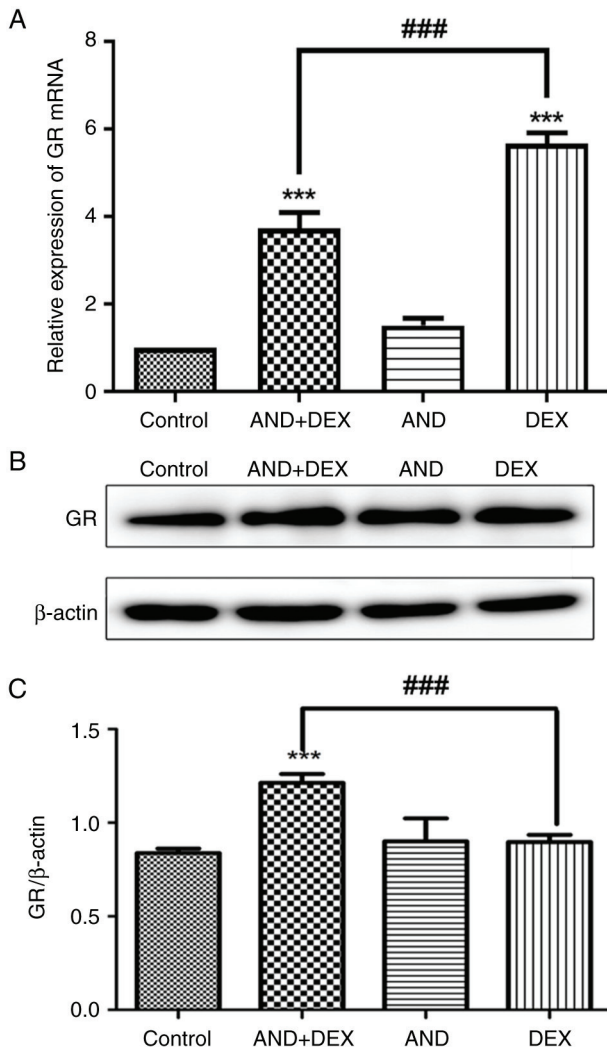 A
###
Relative expression of GR mRNA
8
6
4
2
0
***
***
Control AND+DEX AND DEX
B
Control AND+DEX AND DEX
GR
β-actin
C
###
GR/β-actin
1.5
1.0
0.5
0.0
***
Control AND+DEX AND DEX